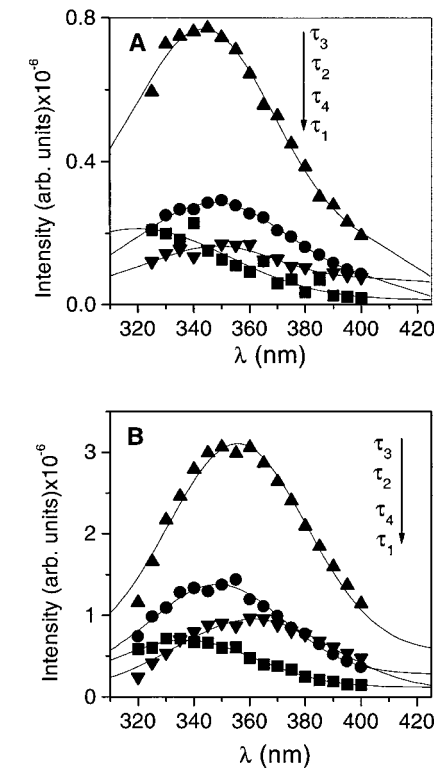 A
0.8
0.4
0.0
Intensity (arb. units)x10⁻⁶
τ₃
τ₂
τ₄
τ₁
320 340 360 380 400 420
λ (nm)
B
3
2
1
0
Intensity (arb. units)x10⁻⁶
τ₃
τ₂
τ₄
τ₁
320 340 360 380 400 420
λ (nm)